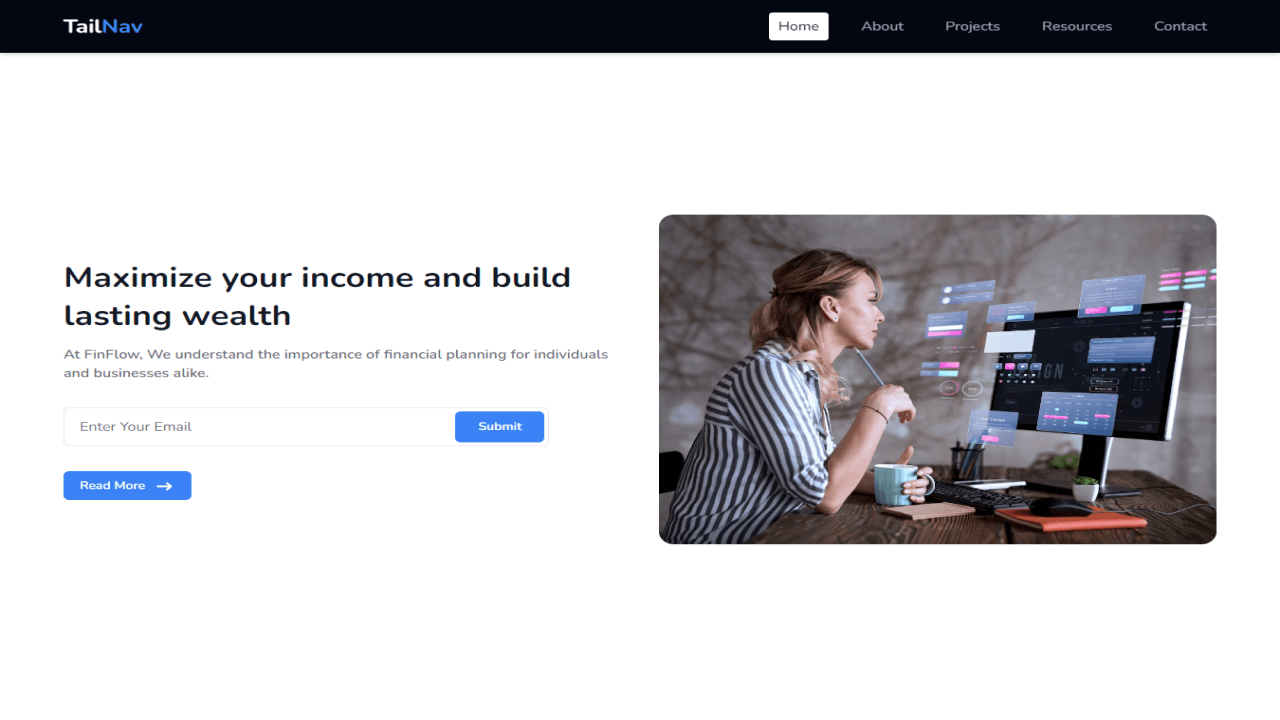 TailNav
Home About Projects Resources Contact
Maximize your income and build
lasting wealth
At FinFlow, We understand the importance of financial planning for individuals
and businesses alike.
Enter Your Email Submit
Read More